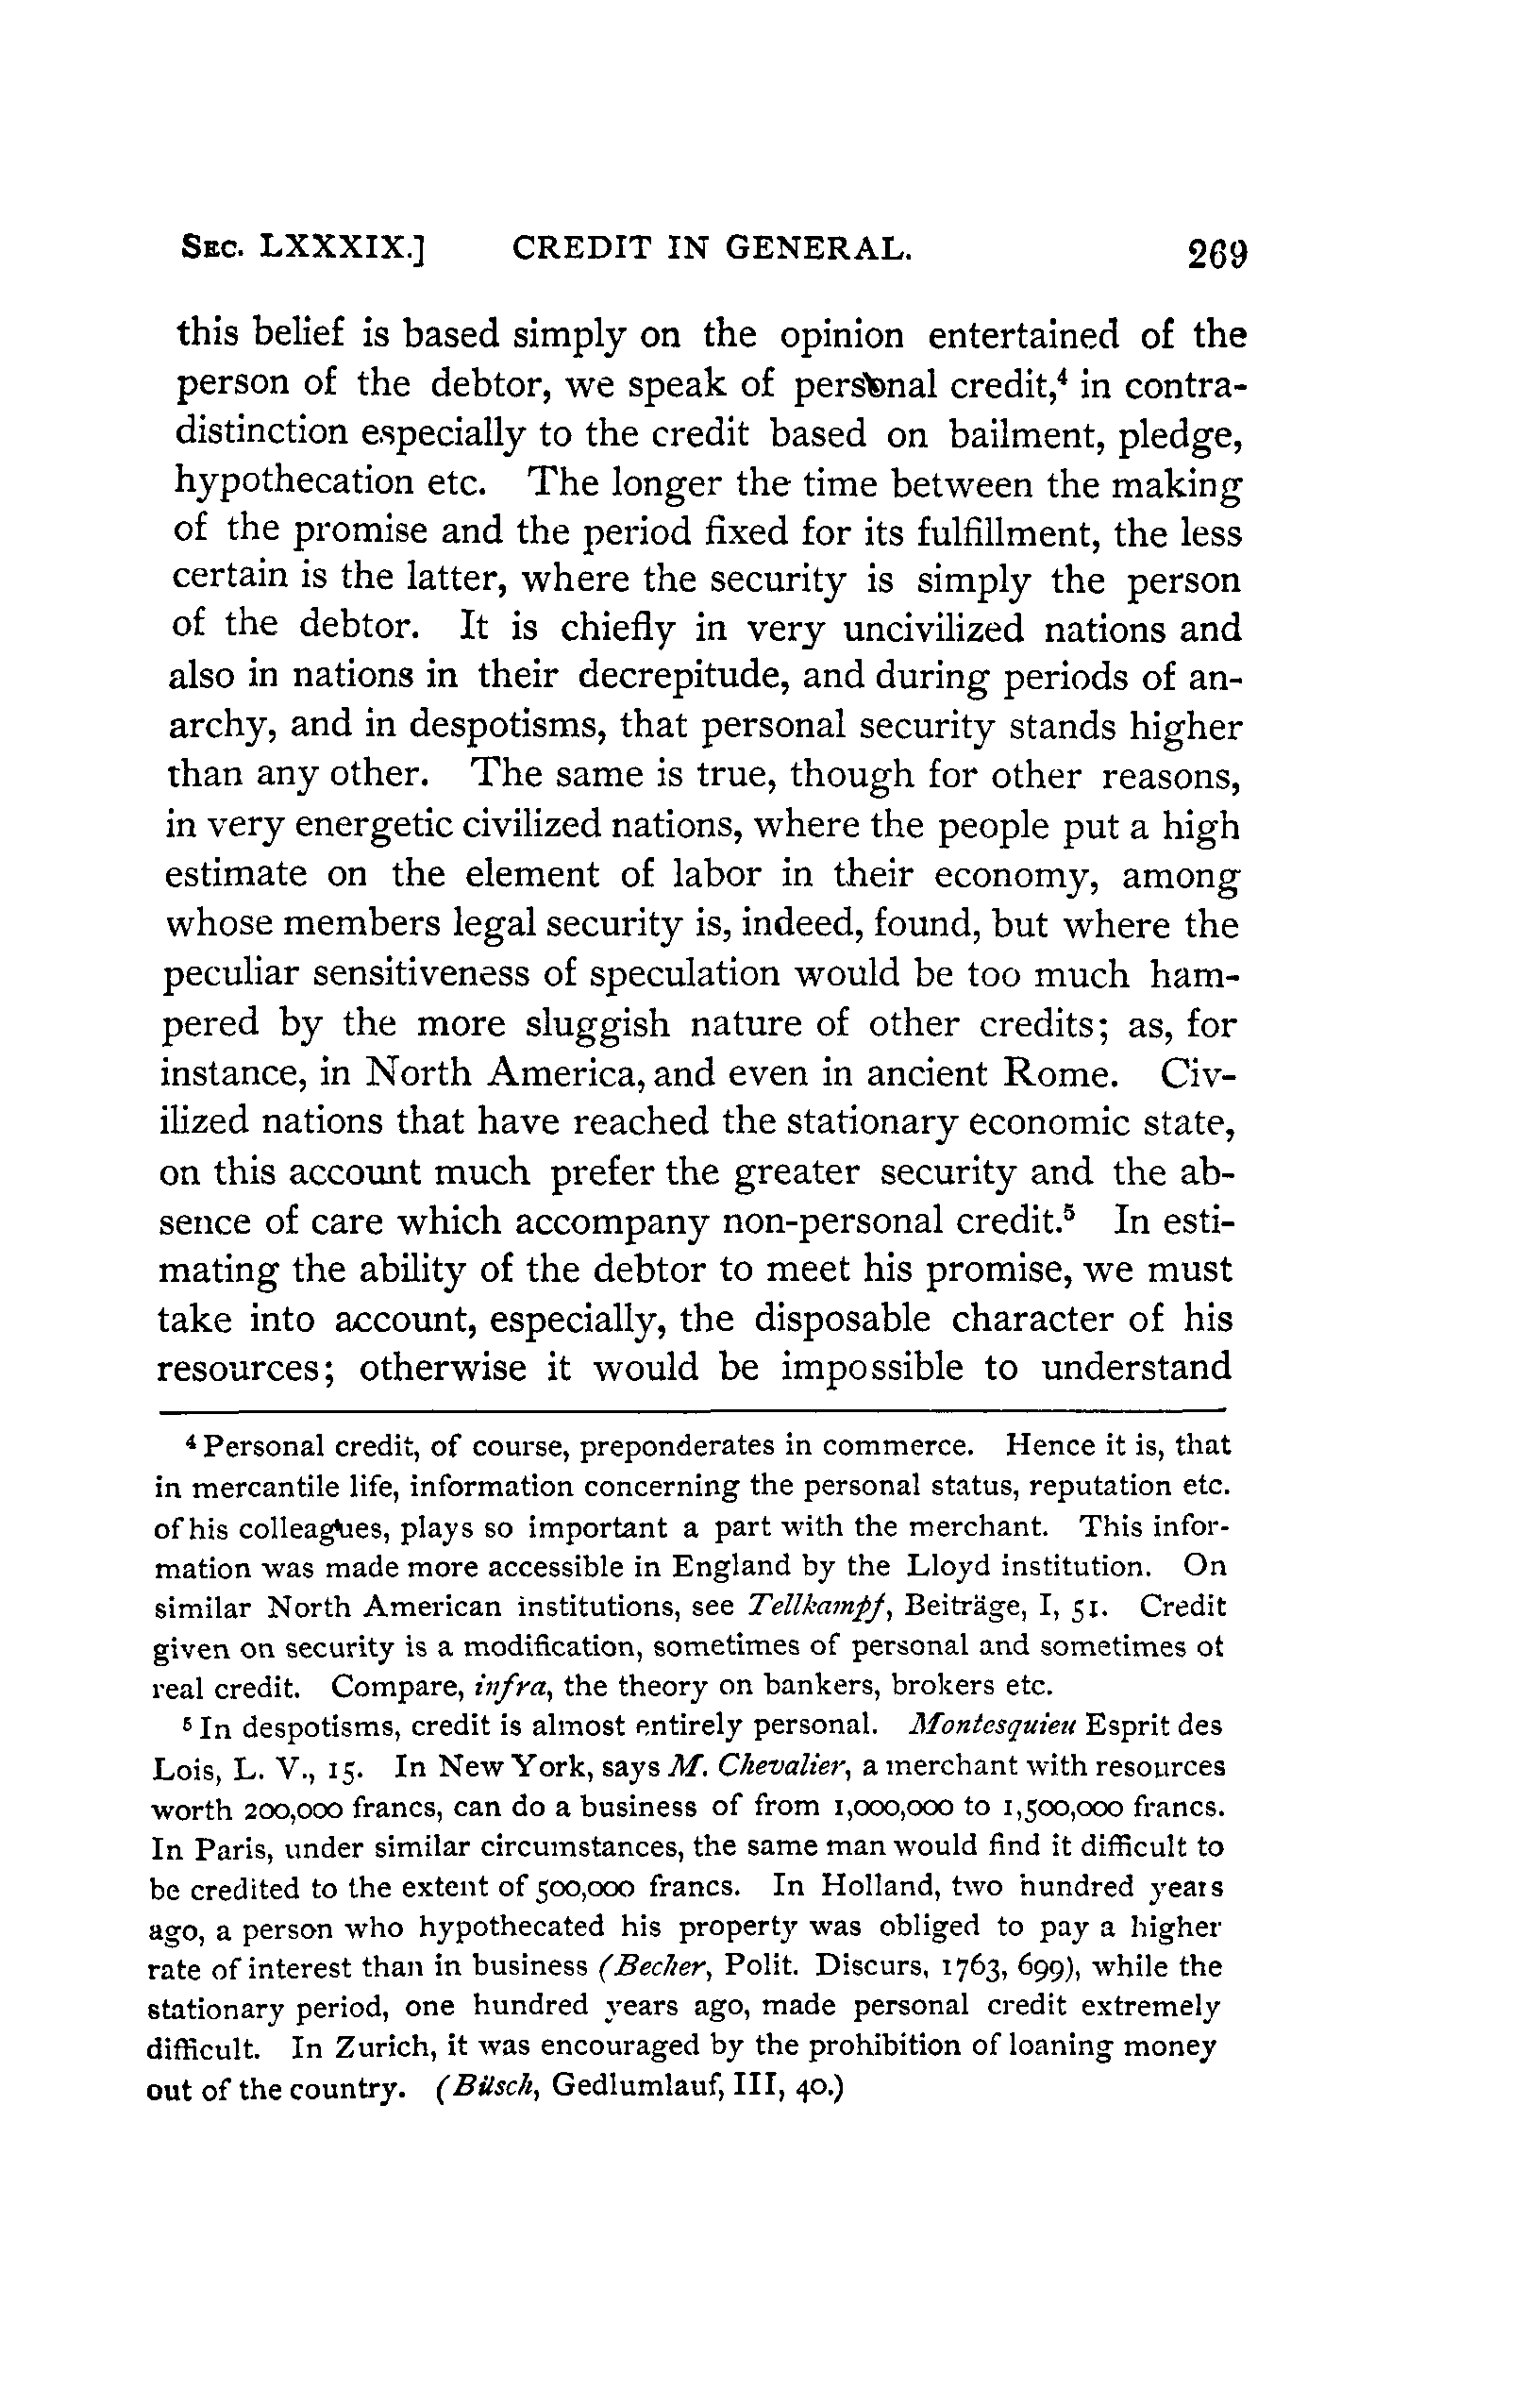 SEC. LXXXIX.] CREDIT IN GENERAL. 269
this belief is based simply on the opinion entertained of the
person of the debtor, we speak of personal credit,⁴ in contra-
distinction especially to the credit based on bailment, pledge,
hypothecation etc. The longer the time between the making
of the promise and the period fixed for its fulfillment, the less
certain is the latter, where the security is simply the person
of the debtor. It is chiefly in very uncivilized nations and
also in nations in their decrepitude, and during periods of an-
archy, and in despotisms, that personal security stands higher
than any other. The same is true, though for other reasons,
in very energetic civilized nations, where the people put a high
estimate on the element of labor in their economy, among
whose members legal security is, indeed, found, but where the
peculiar sensitiveness of speculation would be too much ham-
pered by the more sluggish nature of other credits; as, for
instance, in North America, and even in ancient Rome. Civ-
ilized nations that have reached the stationary economic state,
on this account much prefer the greater security and the ab-
sence of care which accompany non-personal credit.⁵ In esti-
mating the ability of the debtor to meet his promise, we must
take into account, especially, the disposable character of his
resources; otherwise it would be impossible to understand
⁴ Personal credit, of course, preponderates in commerce. Hence it is, that
in mercantile life, information concerning the personal status, reputation etc.
of his colleagues, plays so important a part with the merchant. This infor-
mation was made more accessible in England by the Lloyd institution. On
similar North American institutions, see Tellkampf, Beiträge, I, 51. Credit
given on security is a modification, sometimes of personal and sometimes of
real credit. Compare, infra, the theory on bankers, brokers etc.
⁵ In despotisms, credit is almost entirely personal. Montesquieu Esprit des
Lois, L. V., 15. In New York, says M. Chevalier, a merchant with resources
worth 200,000 francs, can do a business of from 1,000,000 to 1,500,000 francs.
In Paris, under similar circumstances, the same man would find it difficult to
be credited to the extent of 500,000 francs. In Holland, two hundred years
ago, a person who hypothecated his property was obliged to pay a higher
rate of interest than in business (Becher, Polit. Discurs, 1763, 699), while the
stationary period, one hundred years ago, made personal credit extremely
difficult. In Zurich, it was encouraged by the prohibition of loaning money
out of the country. (Büsch, Gedlumlauf, III, 40.)